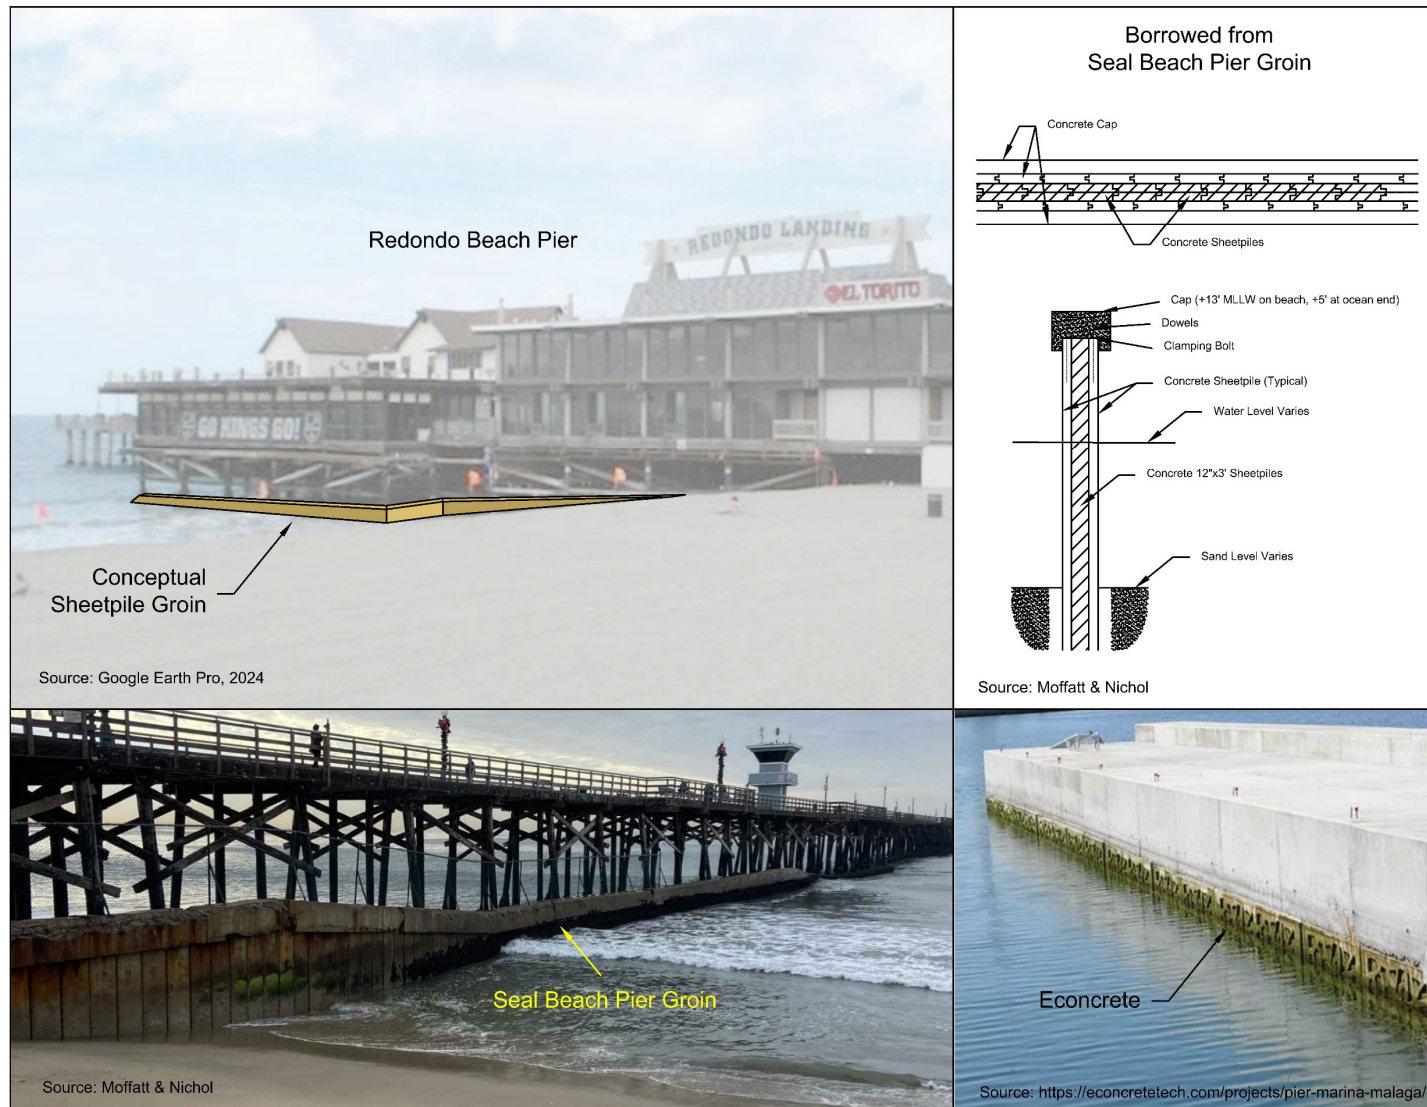 Redondo Beach Pier
REDONDO LANDING
EL TORITO
GO KINGS GO!
Conceptual
Sheetpile Groin
Source: Google Earth Pro, 2024
Borrowed from
Seal Beach Pier Groin
Concrete Cap
Concrete Sheetpiles
Cap (+13' MLLW on beach, +5' at ocean end)
Dowels
Clamping Bolt
Concrete Sheetpile (Typical)
Water Level Varies
Concrete 12"x3' Sheetpiles
Sand Level Varies
Source: Moffatt & Nichol
Seal Beach Pier Groin
Source: Moffatt & Nichol
Econcrete
Source: https://econcretetech.com/projects/pier-marina-malaga/